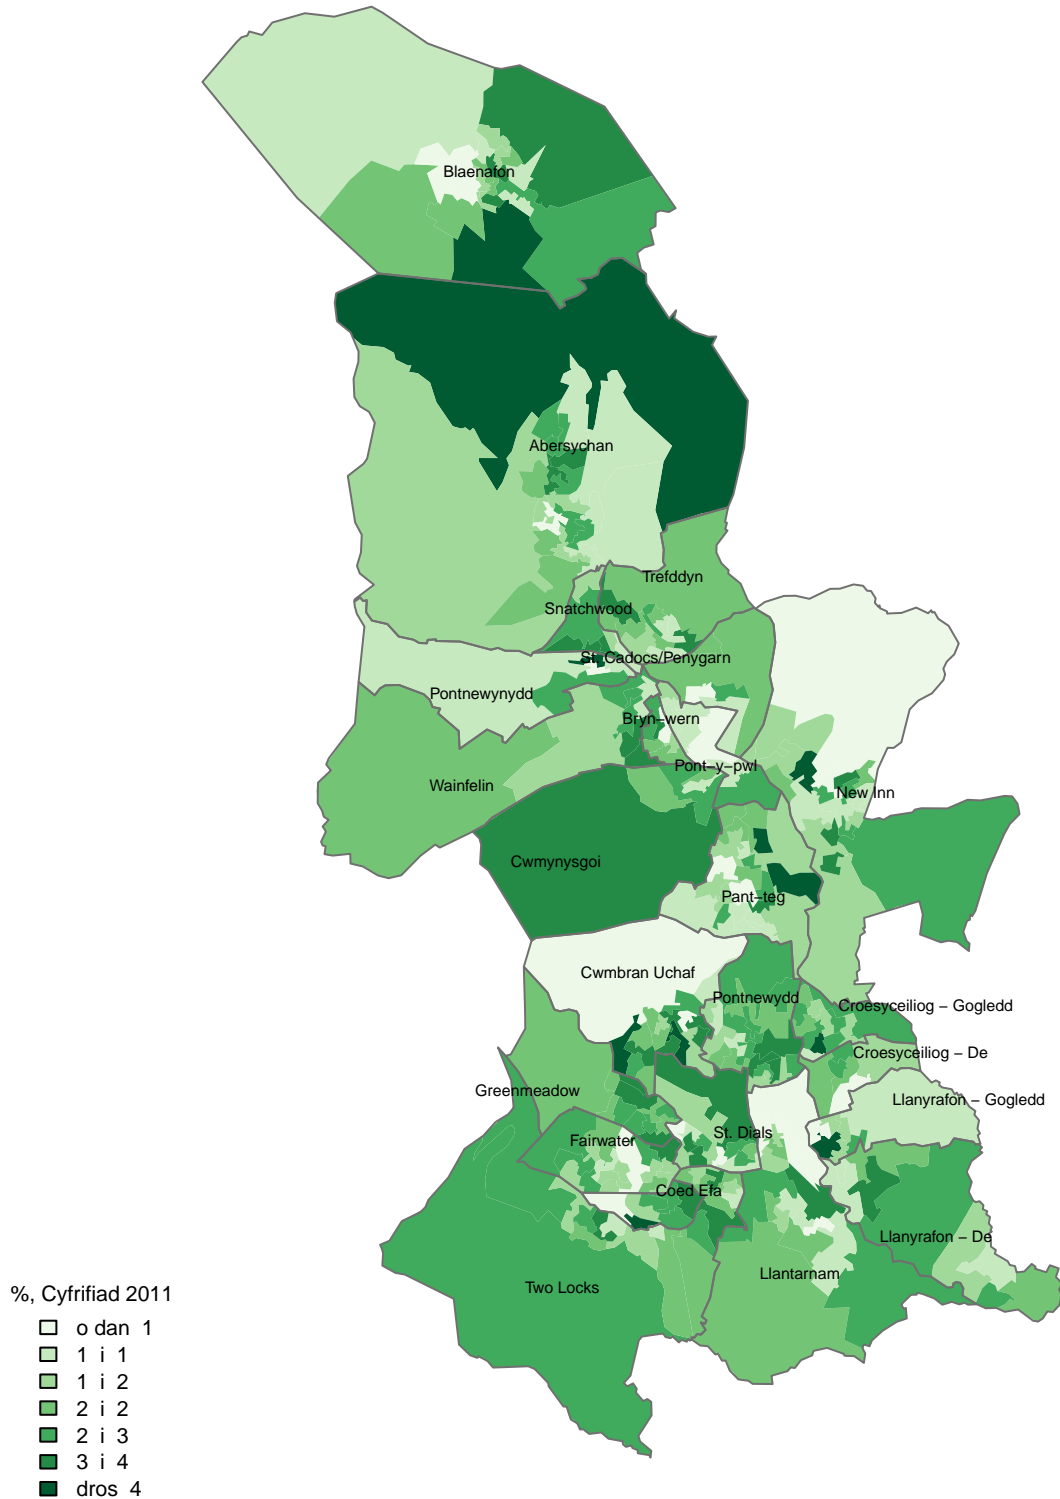 Blaenafon
Abersychan
Trefddyn
Snatchwood
St. Cadocs/Penygarn
Pontnewynydd
Bryn−wern
Pont−y−pwl
Wainfelin
New Inn
Cwmynysgoi
Pant−teg
Cwmbran Uchaf
Pontnewydd
Croesyceiliog − Gogledd
Croesyceiliog − De
Greenmeadow
Llanyrafon − Gogledd
St. Dials
Fairwater
Coed Efa
Llanyrafon − De
Llantarnam
Two Locks
%, Cyfrifiad 2011
o dan 1
1 i 1
1 i 2
2 i 2
2 i 3
3 i 4
dros 4